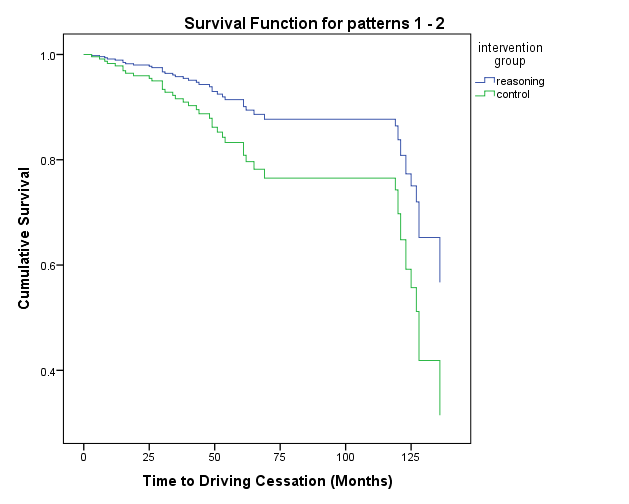 Survival Function for patterns 1 - 2
intervention
group
reasoning
control
1.0
0.8
0.6
0.4
Cumulative Survival
0 25 50 75 100 125
Time to Driving Cessation (Months)